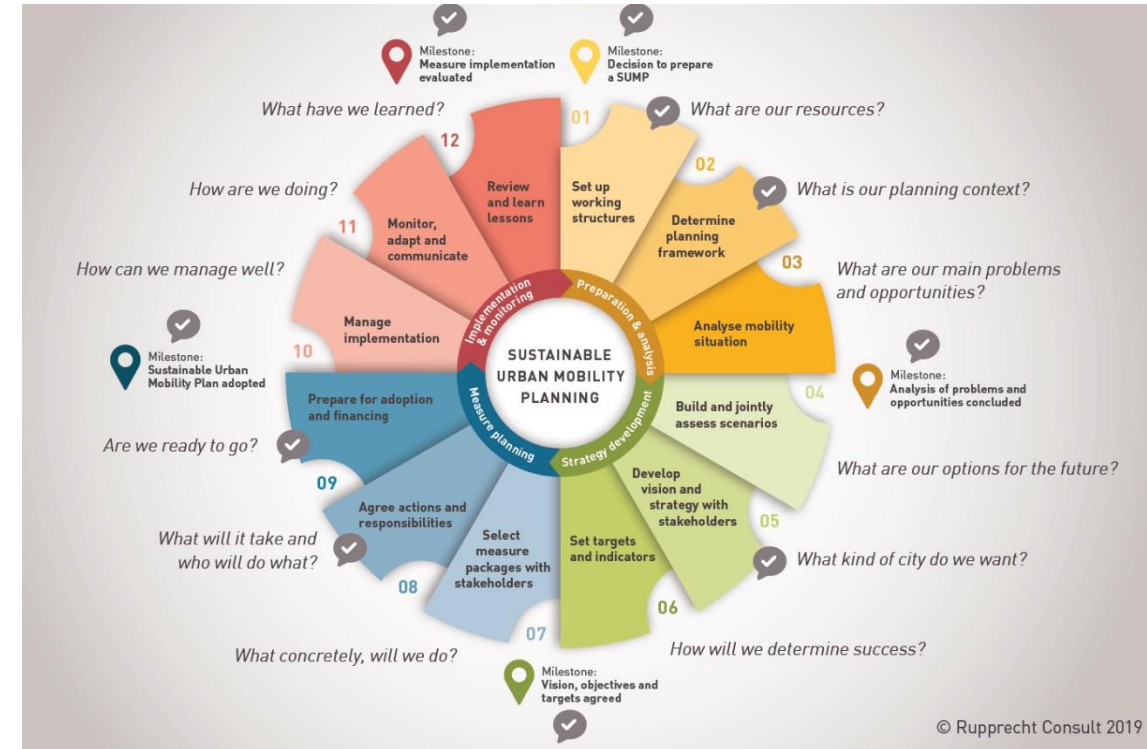 Milestone:
Measure implementation
evaluated
Milestone:
Decision to prepare
a SUMP
What have we learned?
What are our resources?
12
01
Review
and learn
lessons
Set up
working
structures
02
How are we doing?
What is our planning context?
11
Monitor,
adapt and
communicate
Determine
planning
framework
03
How can we manage well?
What are our main problems
and opportunities?
Manage
implementation
Analyse mobility
situation
10
Implementation
& monitoring
Preparation & analysis
SUSTAINABLE
URBAN MOBILITY
PLANNING
Measure planning
Strategy development
Milestone:
Sustainable Urban
Mobility Plan adopted
Milestone:
Analysis of problems and
opportunities concluded
04
Prepare for adoption
and financing
Build and jointly
assess scenarios
Are we ready to go?
What are our options for the future?
09
Agree actions and
responsibilities
Develop
vision and
strategy with
stakeholders
05
What will it take and
who will do what?
Select
measure
packages with
stakeholders
Set targets
and indicators
What kind of city do we want?
08
06
07
What concretely, will we do?
How will we determine success?
Milestone:
Vision, objectives and
targets agreed
© Rupprecht Consult 2019